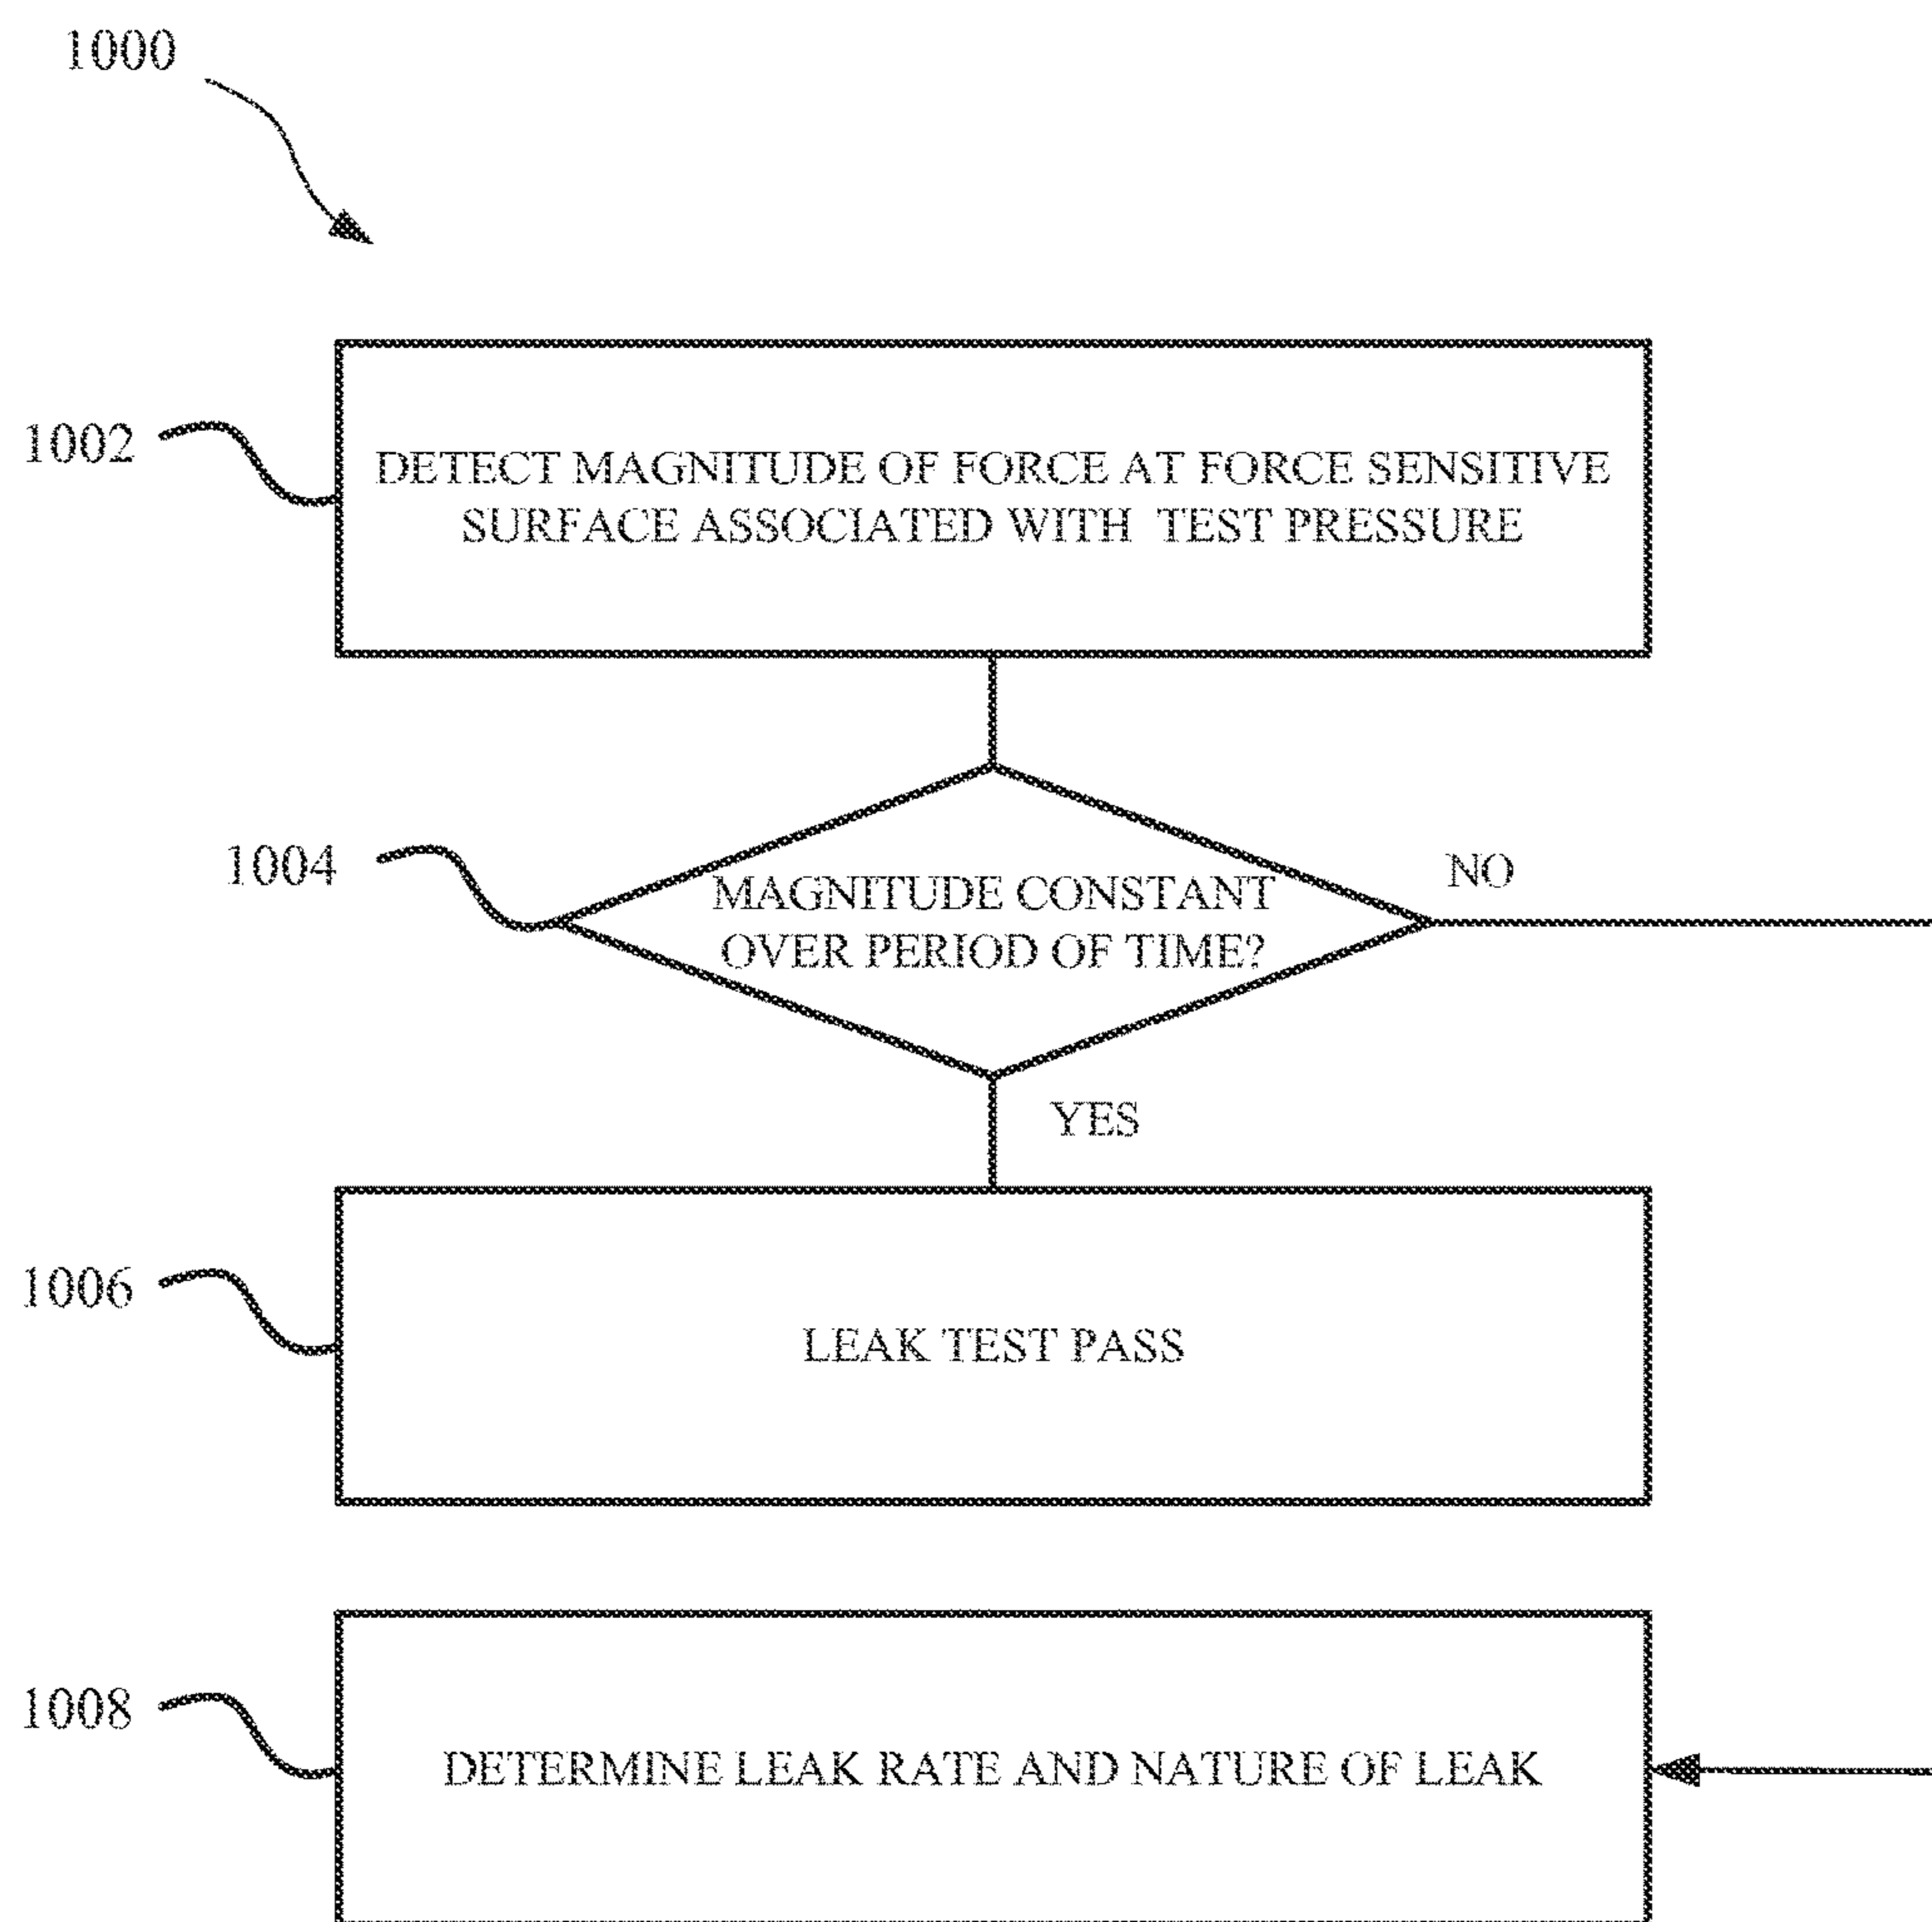 1000
1002
DETECT MAGNITUDE OF FORCE AT FORCE SENSITIVE
SURFACE ASSOCIATED WITH TEST PRESSURE
1004
MAGNITUDE CONSTANT
OVER PERIOD OF TIME?
NO
YES
1006
LEAK TEST PASS
1008
DETERMINE LEAK RATE AND NATURE OF LEAK